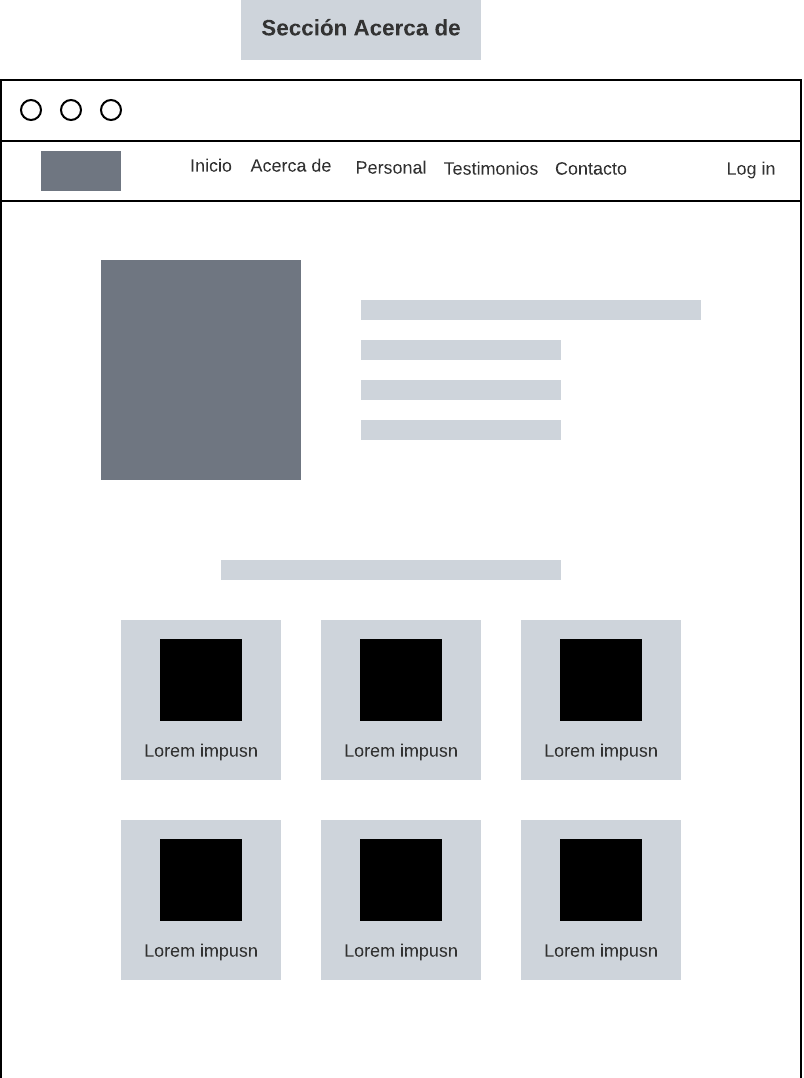 Sección Acerca de
Inicio Acerca de Personal Testimonios Contacto Log in
Lorem impusn Lorem impusn Lorem impusn
Lorem impusn Lorem impusn Lorem impusn